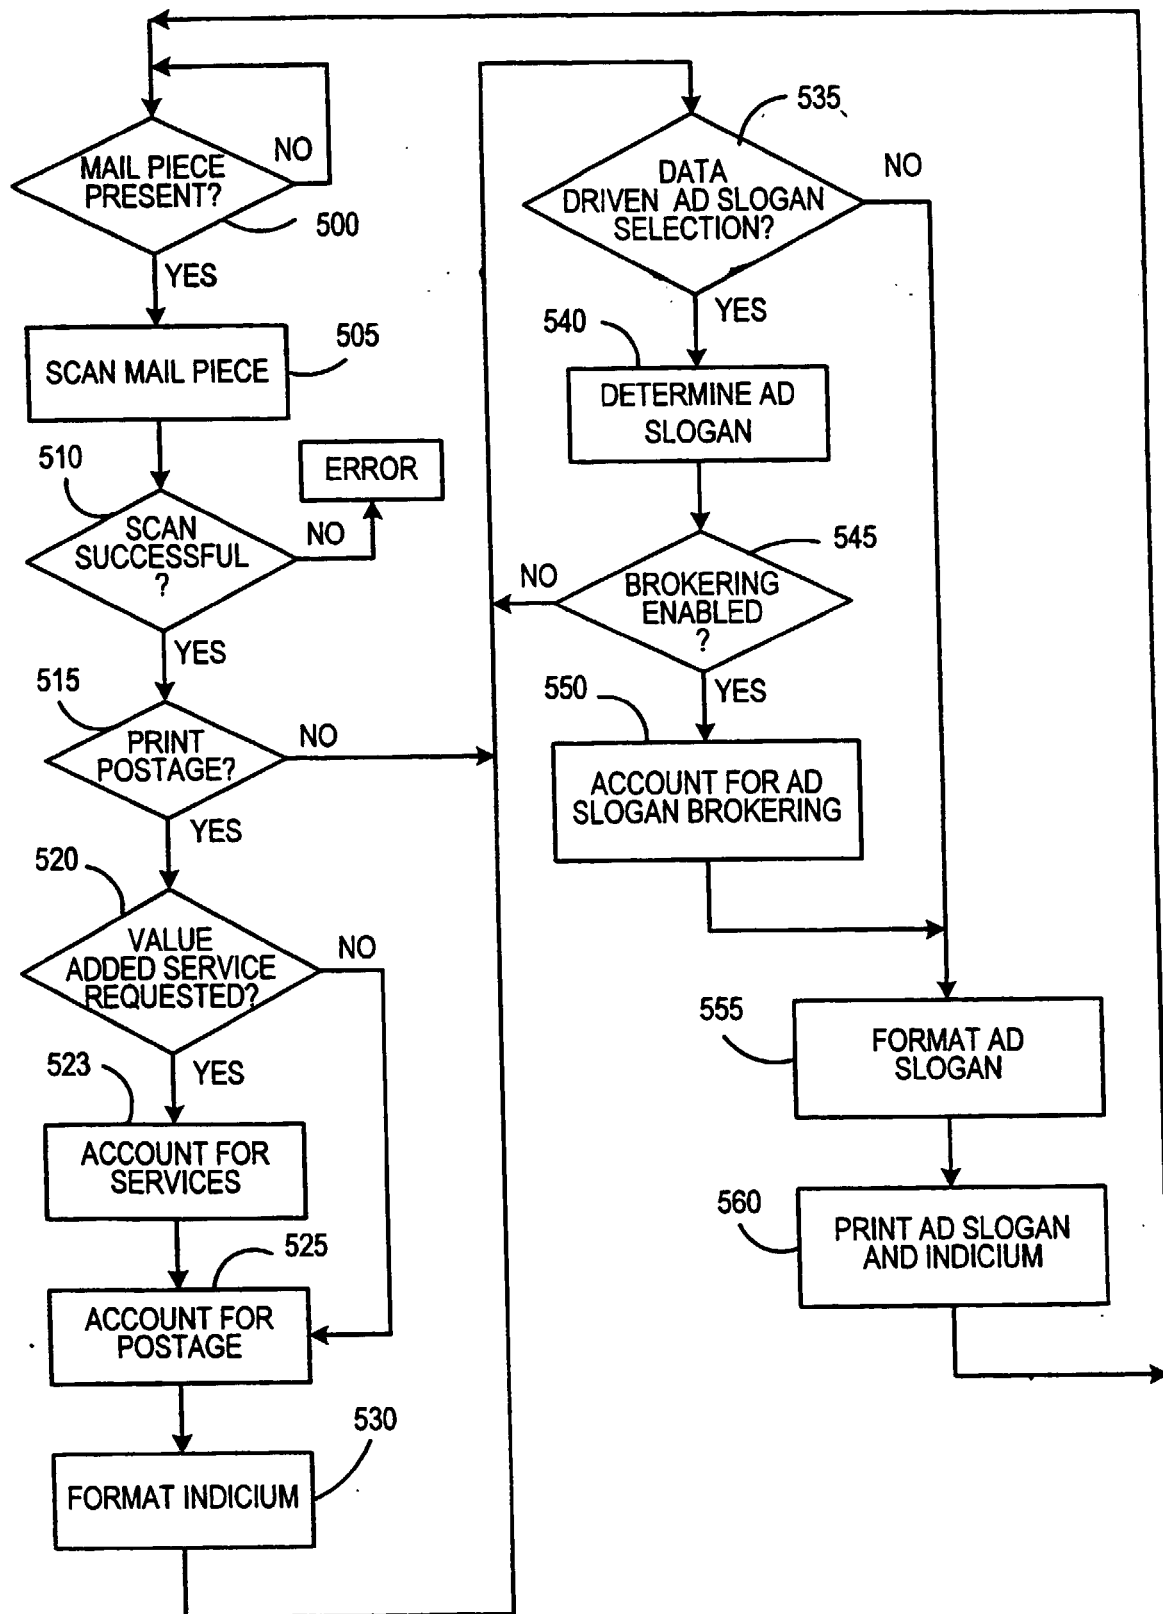 MAIL PIECE
PRESENT?
NO
500
YES
SCAN MAIL PIECE
505
510
SCAN
SUCCESSFUL
?
NO
ERROR
YES
515
PRINT
POSTAGE?
NO
YES
520
VALUE
ADDED SERVICE
REQUESTED?
NO
YES
523
ACCOUNT FOR
SERVICES
525
ACCOUNT FOR
POSTAGE
530
FORMAT INDICIUM
535
DATA
DRIVEN AD SLOGAN
SELECTION?
NO
YES
540
DETERMINE AD
SLOGAN
545
BROKERING
ENABLED
?
NO
YES
550
ACCOUNT FOR AD
SLOGAN BROKERING
555
FORMAT AD
SLOGAN
560
PRINT AD SLOGAN
AND INDICIUM